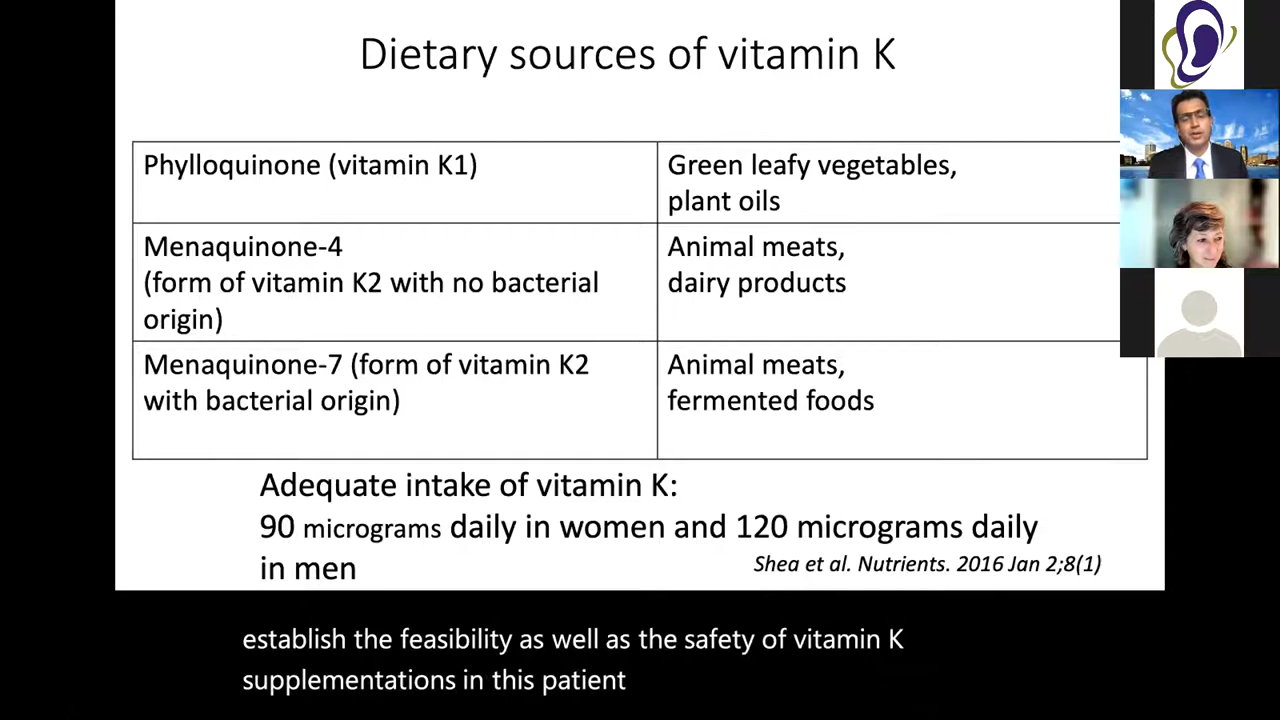 Dietary sources of vitamin K
Phylloquinone (vitamin K1)
Green leafy vegetables,
plant oils
Menaquinone-4
(form of vitamin K2 with no bacterial
origin)
Animal meats,
dairy products
Menaquinone-7 (form of vitamin K2
with bacterial origin)
Animal meats,
fermented foods
Adequate intake of vitamin K:
90 micrograms daily in women and 120 micrograms daily
in men
Shea et al. Nutrients. 2016 Jan 2;8(1)
establish the feasibility as well as the safety of vitamin K
supplementations in this patient